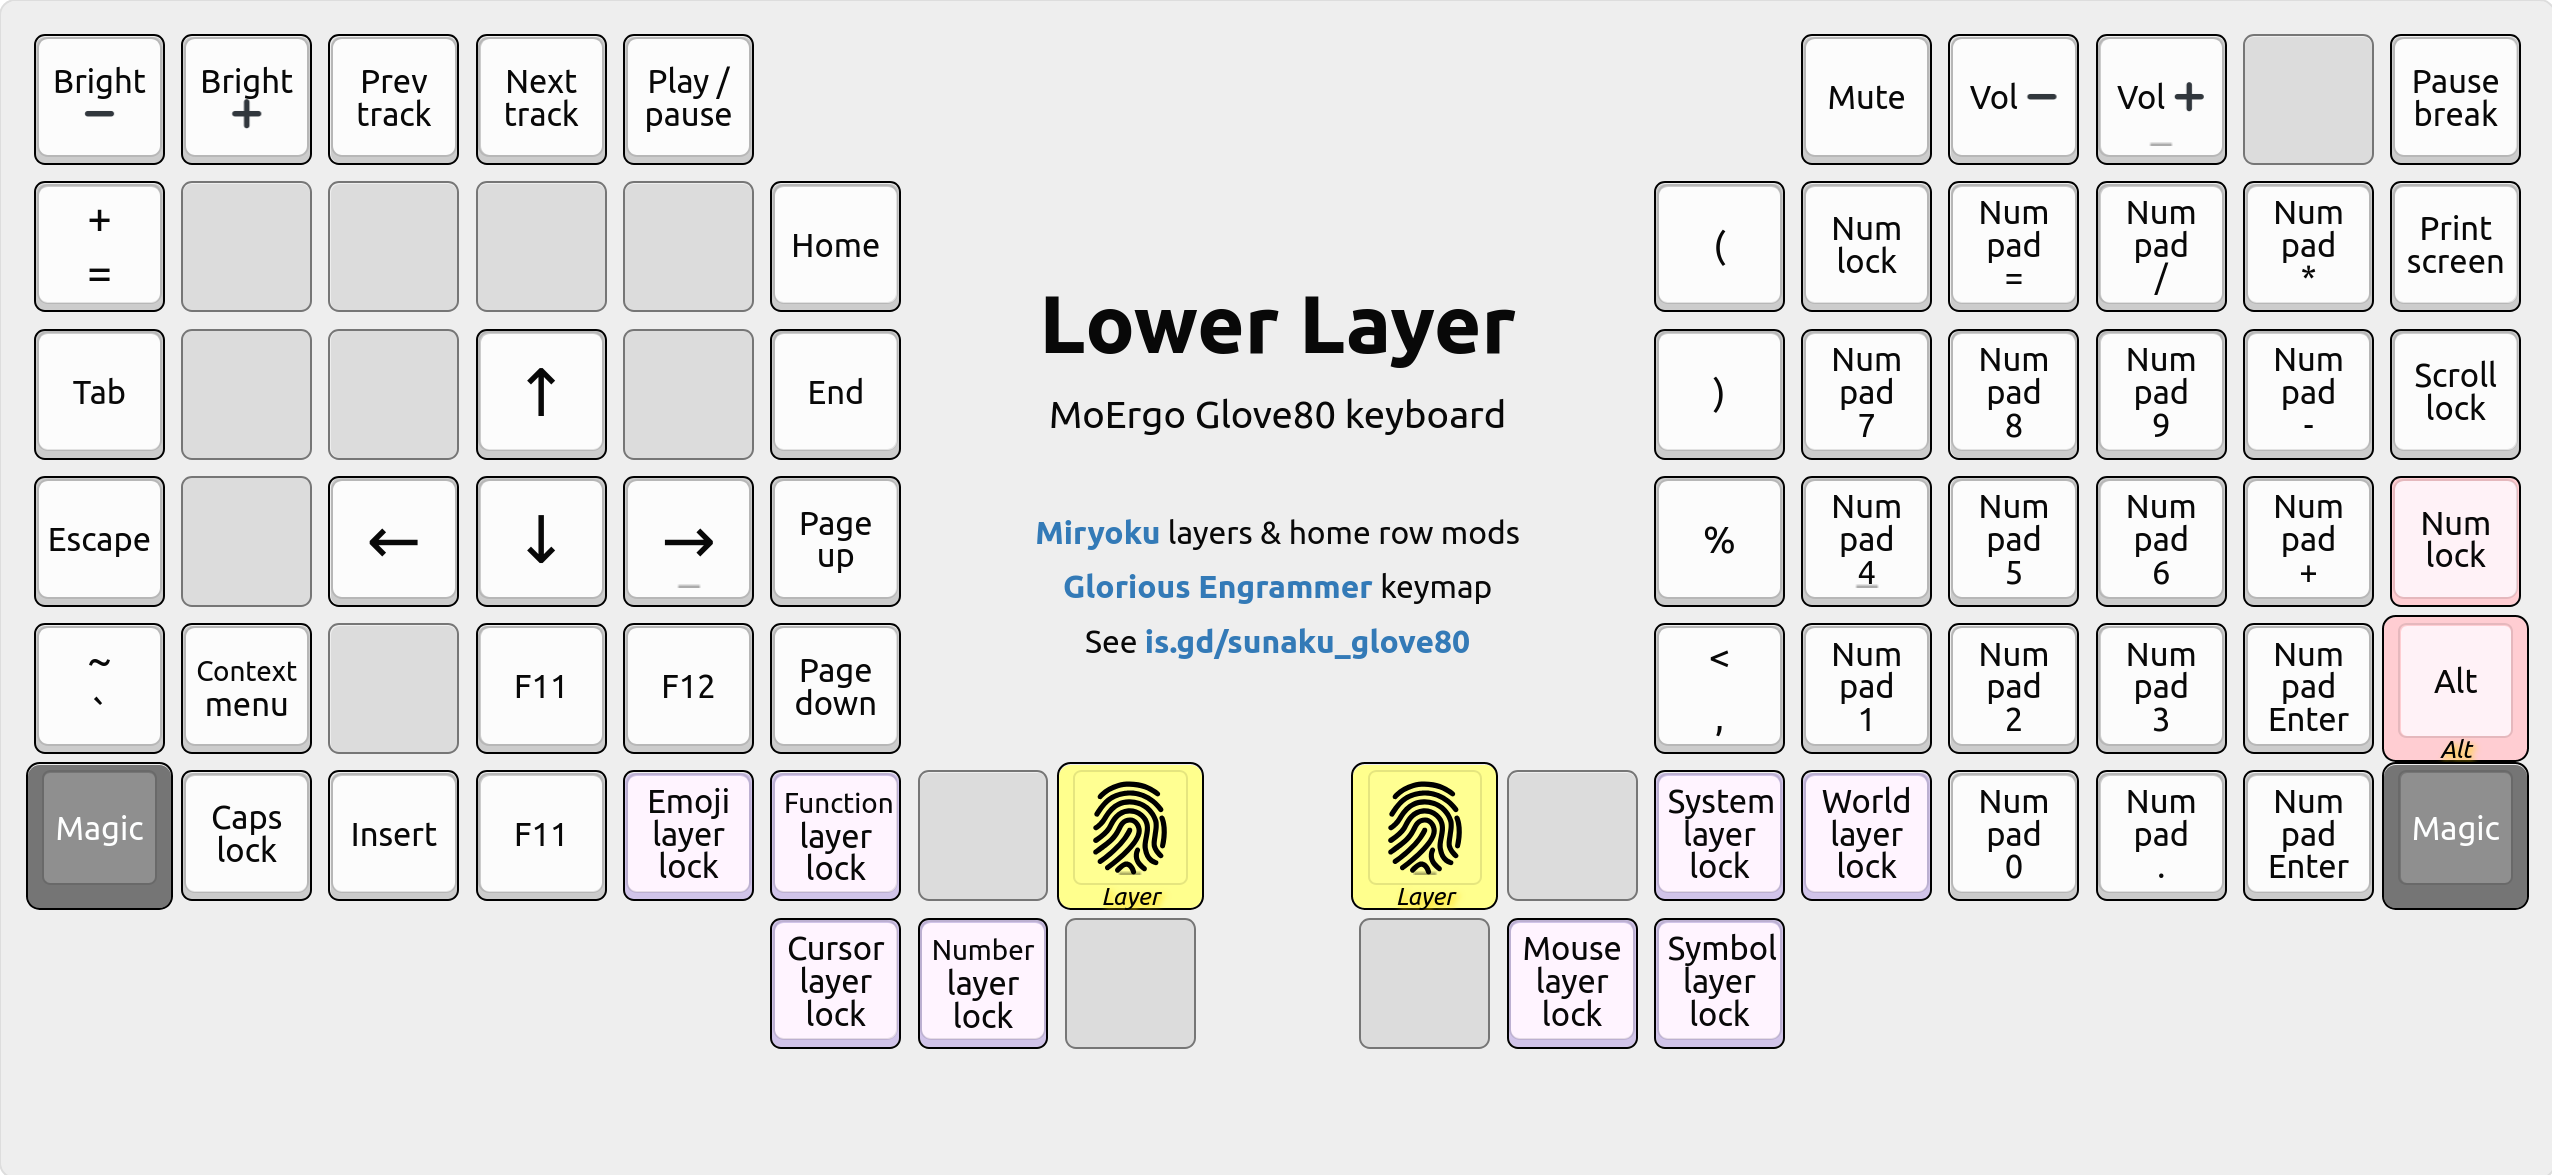 Bright
−
Bright
+
Prev
track
Next
track
Play /
pause
Mute
Vol −
Vol +
_
Pause
break
+
=
Home
(
Num
lock
Num
pad
=
Num
pad
/
Num
pad
*
Print
screen
Lower Layer
Tab
↑
End
MoErgo Glove80 keyboard
)
Num
pad
7
Num
pad
8
Num
pad
9
Num
pad
-
Scroll
lock
Escape
←
↓
→
_
Page
up
Miryoku layers & home row mods
Glorious Engrammer keymap
See is.gd/sunaku_glove80
%
Num
pad
4
_
Num
pad
5
Num
pad
6
Num
pad
+
Num
lock
~
`
Context
menu
F11
F12
Page
down
<
,
Num
pad
1
Num
pad
2
Num
pad
3
Num
pad
Enter
Alt
Alt
Magic
Caps
lock
Insert
F11
Emoji
layer
lock
Function
layer
lock
Layer
Layer
System
layer
lock
World
layer
lock
Num
pad
0
Num
pad
.
Num
pad
Enter
Magic
Cursor
layer
lock
Number
layer
lock
Mouse
layer
lock
Symbol
layer
lock